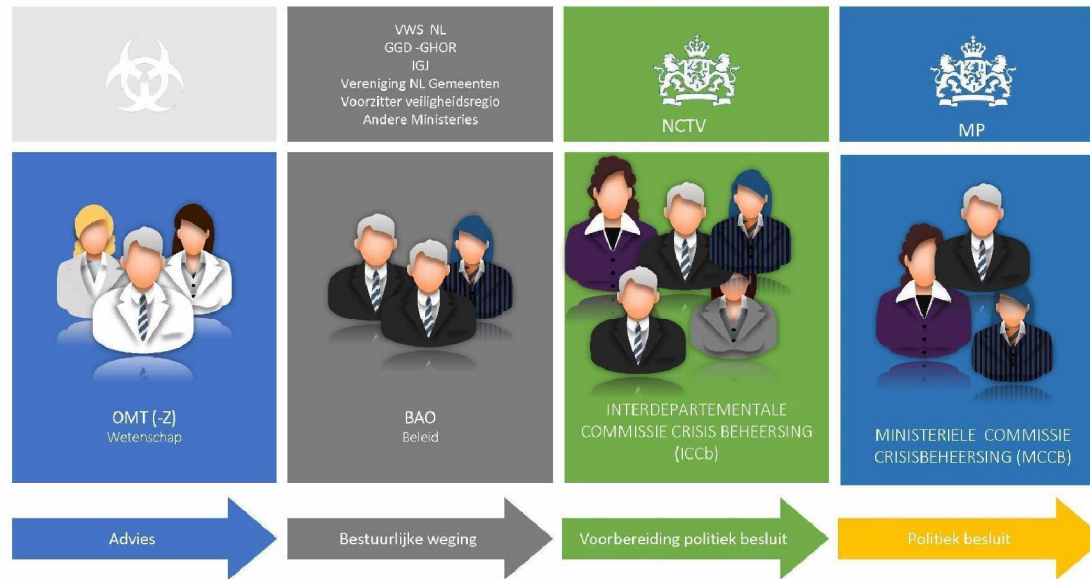 VWS NL
GGD -GHOR
IGJ
Vereniging NL Gemeenten
Voorzitter veiligheidsregio
Andere Ministeries
NCTV
MP
OMT (-Z)
Wetenschap
BAO
Beleid
INTERDEPARTEMENTALE
COMMISSIE CRISIS BEHEERSING
(ICCb)
MINISTERIELE COMMISSIE
CRISISBEHEERSING (MCCB)
Advies
Bestuurlijke weging
Voorbereiding politiek besluit
Politiek besluit